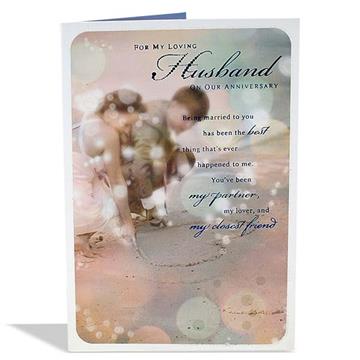 FOR MY LOVING
Husband
ON OUR ANNIVERSARY
Being married to you
has been the best
thing that's ever
happened to me.
You've been
my partner,
my lover, and
my closest friend